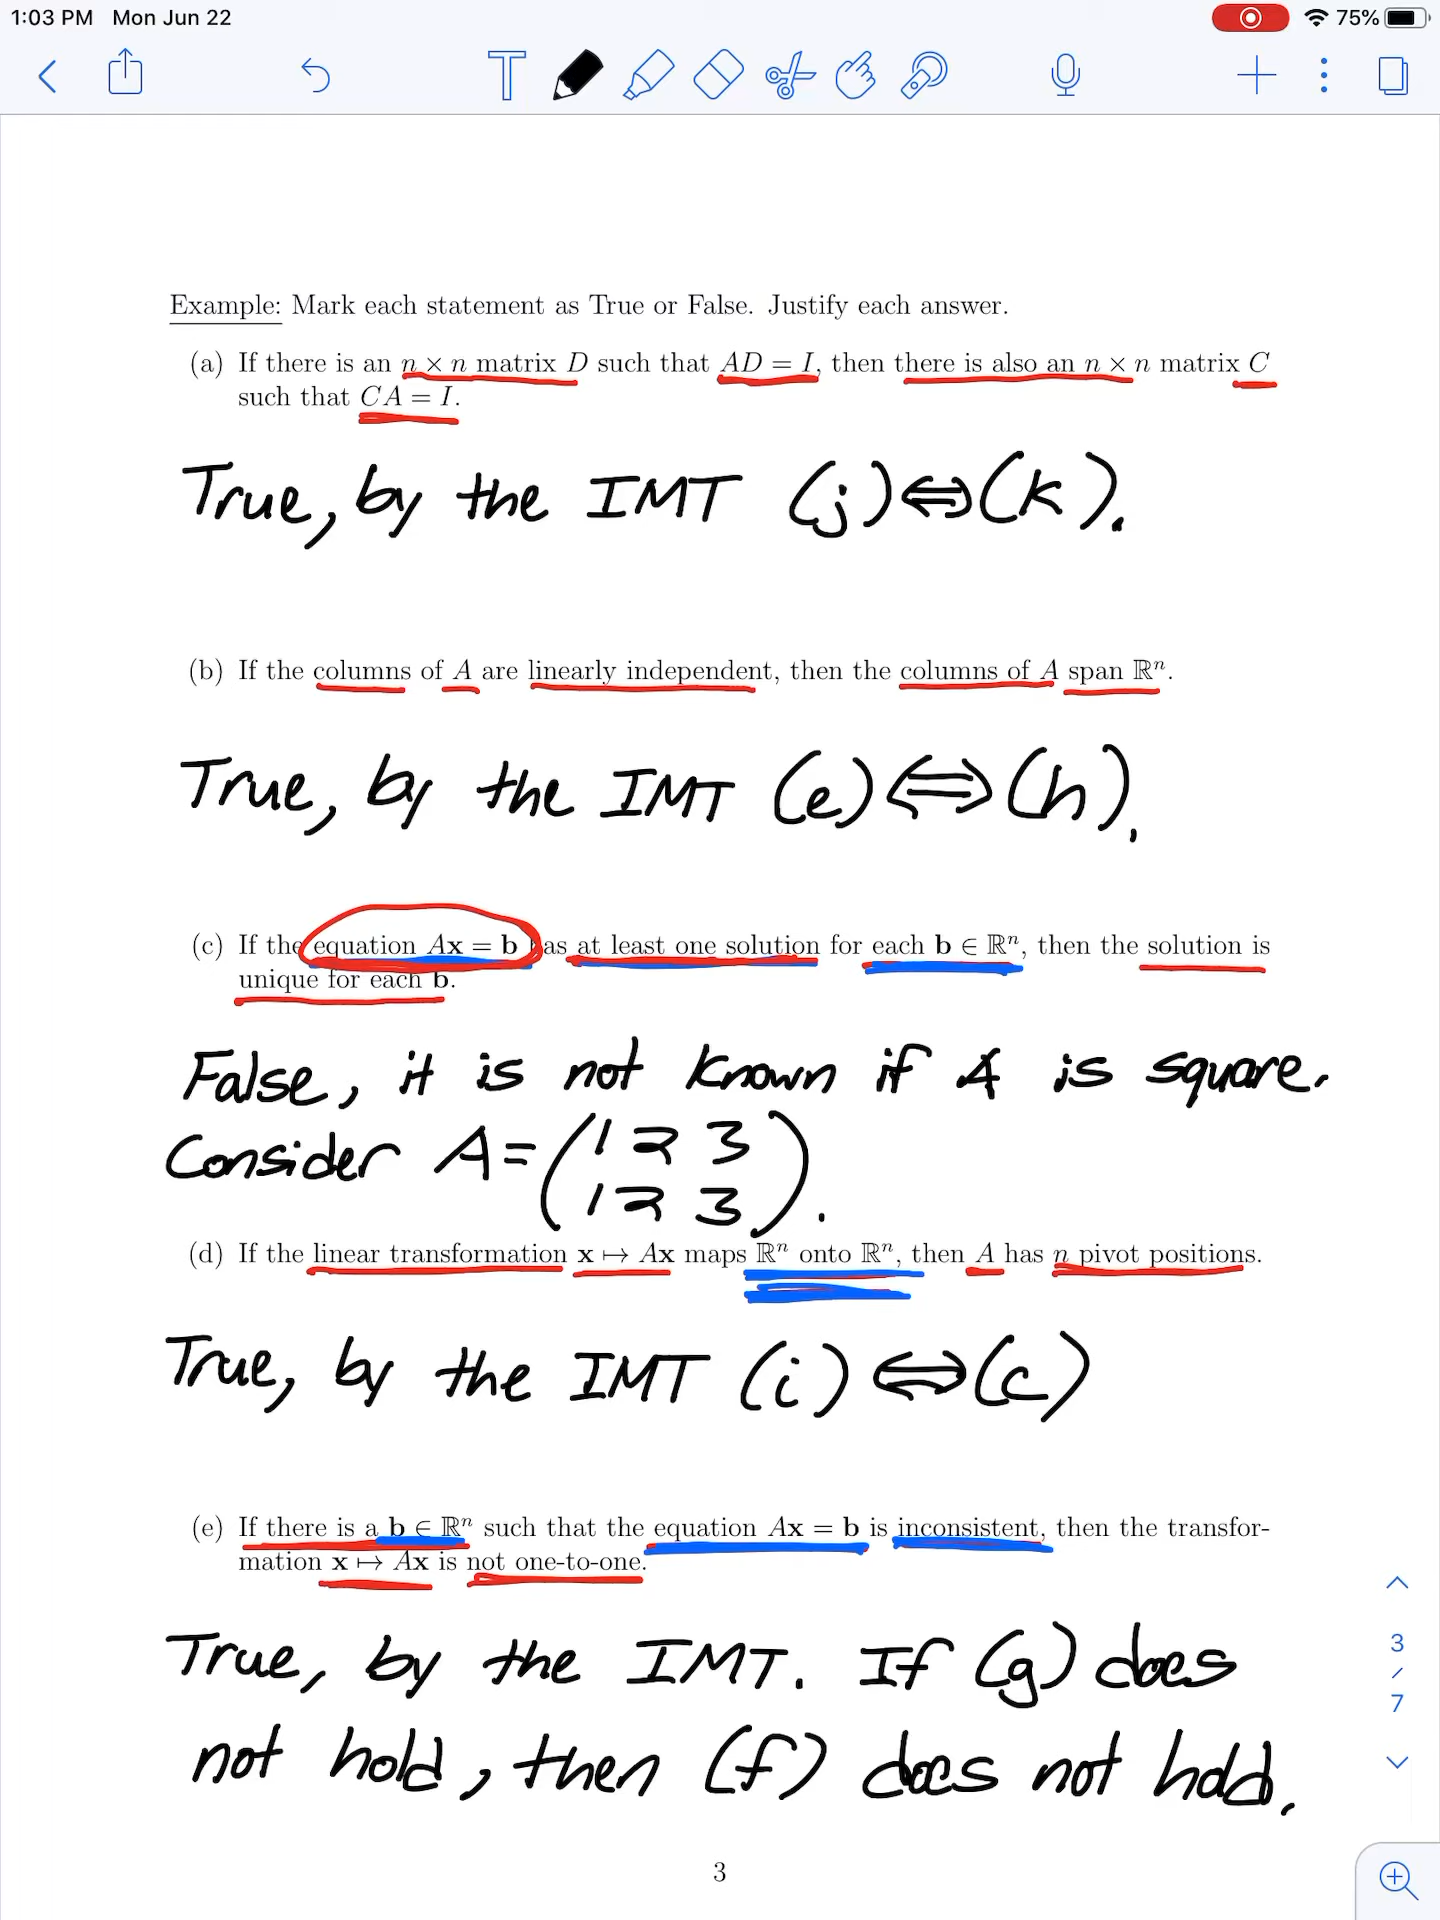 1:03 PM Mon Jun 22
75%
T
Example: Mark each statement as True or False. Justify each answer.
(a) If there is an n × n matrix D such that AD = I, then there is also an n × n matrix C
such that CA = I.
True, by the IMT (j)⇔(k).
(b) If the columns of A are linearly independent, then the columns of A span ℝⁿ.
True, by the IMT (e)⇔(h).
(c) If the equation Ax = b has at least one solution for each b ∈ ℝⁿ, then the solution is
unique for each b.
False, it is not known if A is square.
Consider A=(1 2 3
1 2 3).
(d) If the linear transformation x ↦ Ax maps ℝⁿ onto ℝⁿ, then A has n pivot positions.
True, by the IMT (i)⇔(c)
(e) If there is a b ∈ ℝⁿ such that the equation Ax = b is inconsistent, then the transfor-
mation x ↦ Ax is not one-to-one.
True, by the IMT. If (g) does
not hold, then (f) does not hold.
3
/
7
3